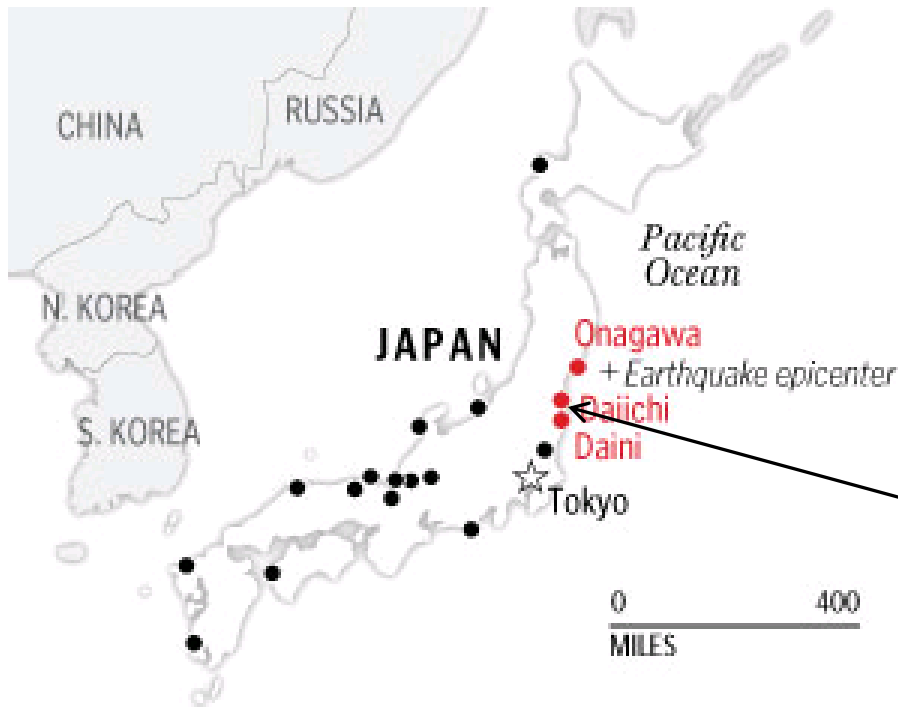 CHINA
RUSSIA
Pacific
Ocean
N. KOREA
JAPAN
Onagawa
+ Earthquake epicenter
S. KOREA
Daiichi
Daini
Tokyo
0 400
MILES